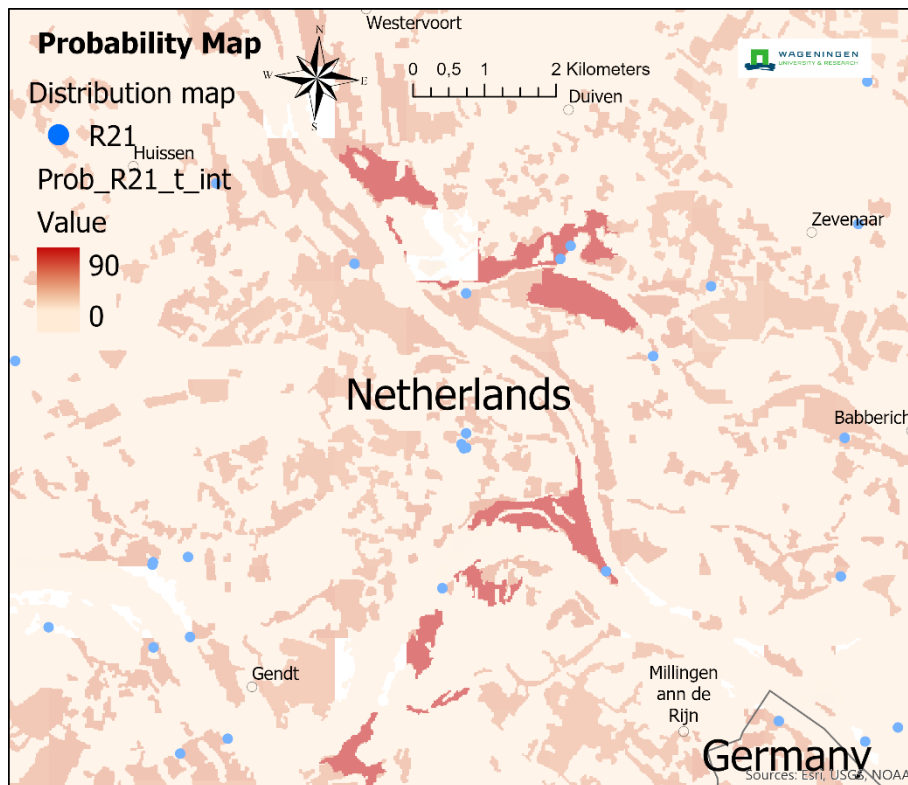 Westervoort
Probability Map
N
W
E
S
0 0,5 1 2 Kilometers
WAGENINGEN
UNIVERSITY & RESEARCH
Distribution map
Duiven
R21
Huissen
Prob_R21_t_int
Value
Zevenaar
90
0
Netherlands
Babberich
Gendt
Millingen
ann de
Rijn
Germany
Sources: Esri, USGS, NOAA